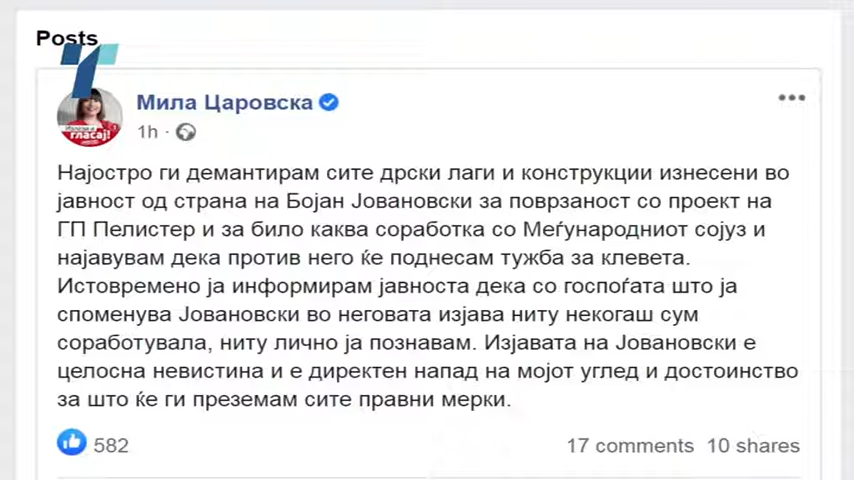 Posts
Мила Царовска
1h
гласај!
Најостро ги демантирам сите дрски лаги и конструкции изнесени во
јавност од страна на Бојан Јовановски за поврзаност со проект на
ГП Пелистер и за било каква соработка со Меѓународниот сојуз и
најавувам дека против него ќе поднесам тужба за клевета.
Истовремено ја информирам јавноста дека со госпоѓата што ја
споменува Јовановски во неговата изјава ниту некогаш сум
соработувала, ниту лично ја познавам. Изјавата на Јовановски е
целосна невистина и е директен напад на мојот углед и достоинство
за што ќе ги преземам сите правни мерки.
582 17 comments 10 shares